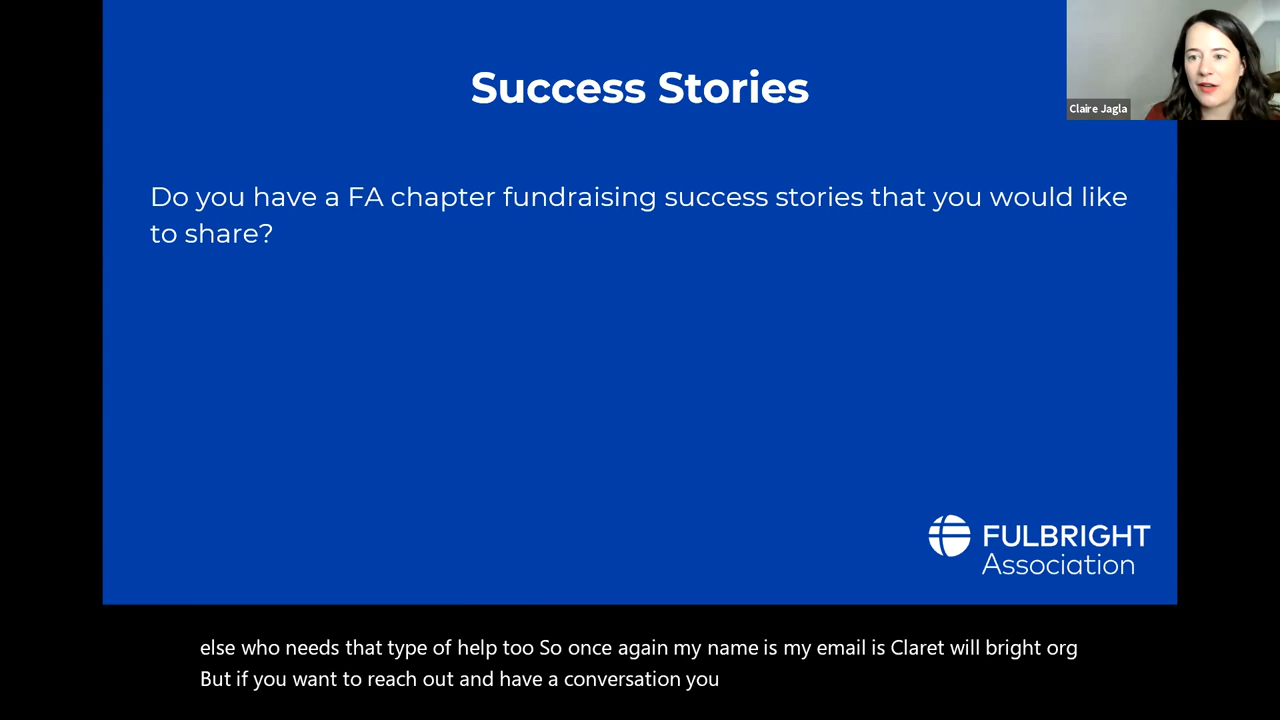 Success Stories
Claire Jagla
Do you have a FA chapter fundraising success stories that you would like
to share?
FULBRIGHT
Association
else who needs that type of help too So once again my name is my email is Claret will bright org
But if you want to reach out and have a conversation you